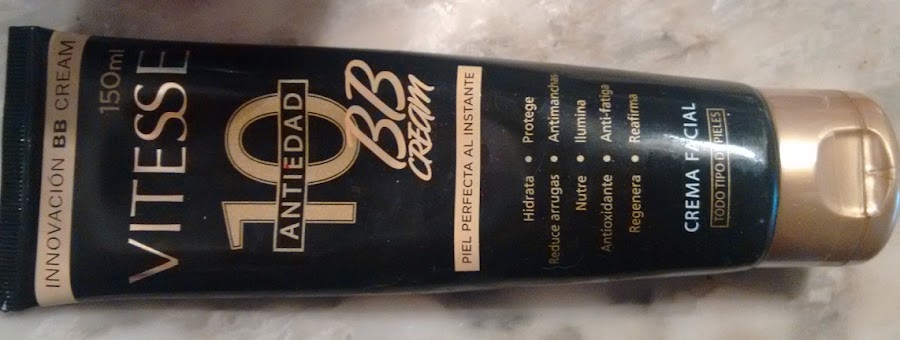 INNOVACIÓN BB CREAM
150ml
VITESSE
10
ANTIEDAD
BB
CREAM
PIEL PERFECTA AL INSTANTE
Hidrata • Protege
Reduce arrugas • Antimanchas
Nutre • Ilumina
Antioxidante • Anti-fatiga
Regenera • Reafirma
CREMA FACIAL
TODO TIPO DE PIELES